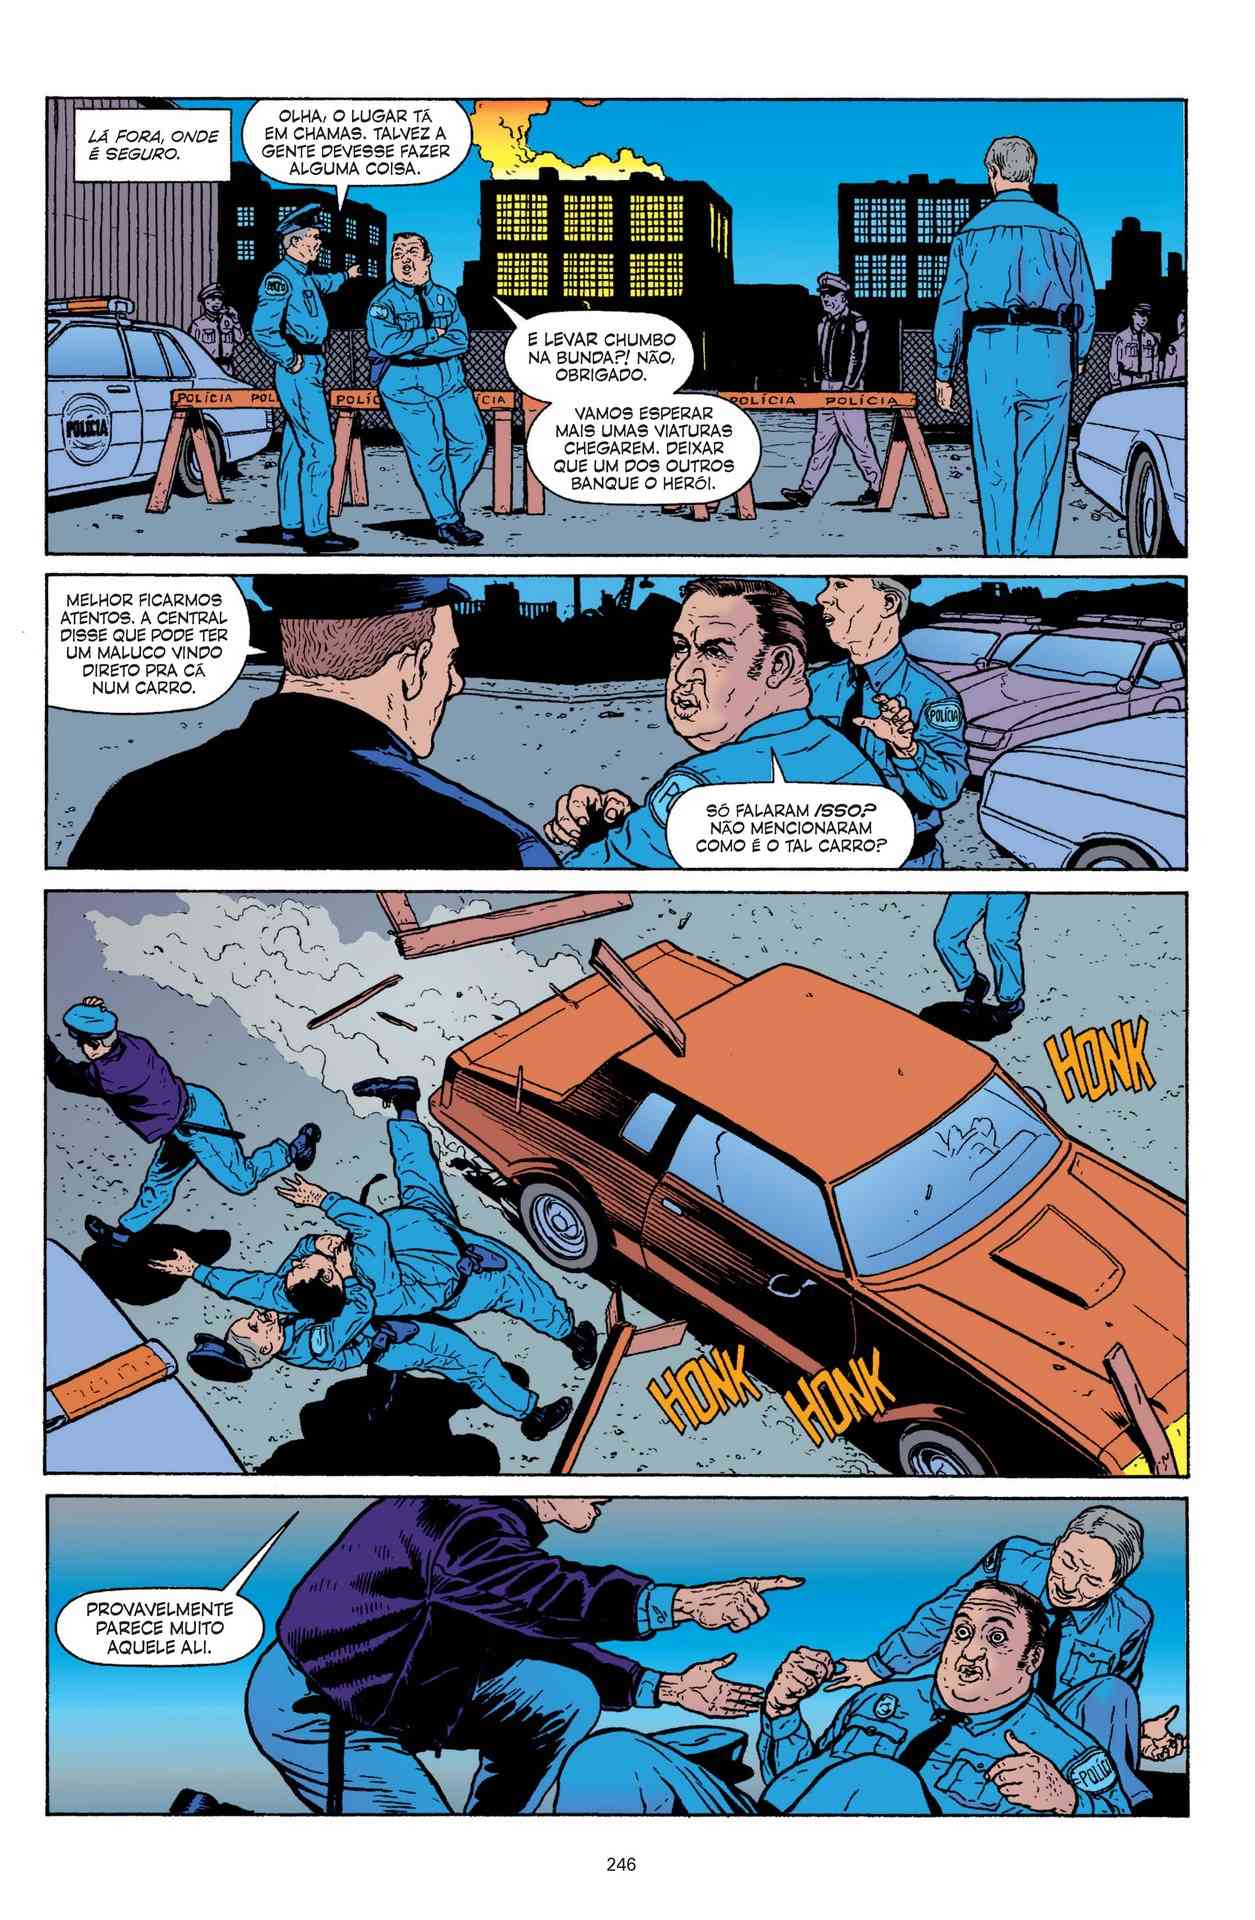 LÁ FORA, ONDE
É SEGURO.
OLHA, O LUGAR TÁ
EM CHAMAS. TALVEZ A
GENTE DEVESSE FAZER
ALGUMA COISA.
E LEVAR CHUMBO
NA BUNDA?! NÃO,
OBRIGADO.
VAMOS ESPERAR
MAIS UMAS VIATURAS
CHEGAREM. DEIXAR
QUE UM DOS OUTROS
BANQUE O HERÓI.
POLÍCIA
POLÍCIA POLÍCIA POLÍCIA
MELHOR FICARMOS
ATENTOS. A CENTRAL
DISSE QUE PODE TER
UM MALUCO VINDO
DIRETO PRA CÁ
NUM CARRO.
POLÍCIA
SÓ FALARAM ISSO?
NÃO MENCIONARAM
COMO É O TAL CARRO?
HONK
HONK
HONK
PROVAVELMENTE
PARECE MUITO
AQUELE ALI.
246